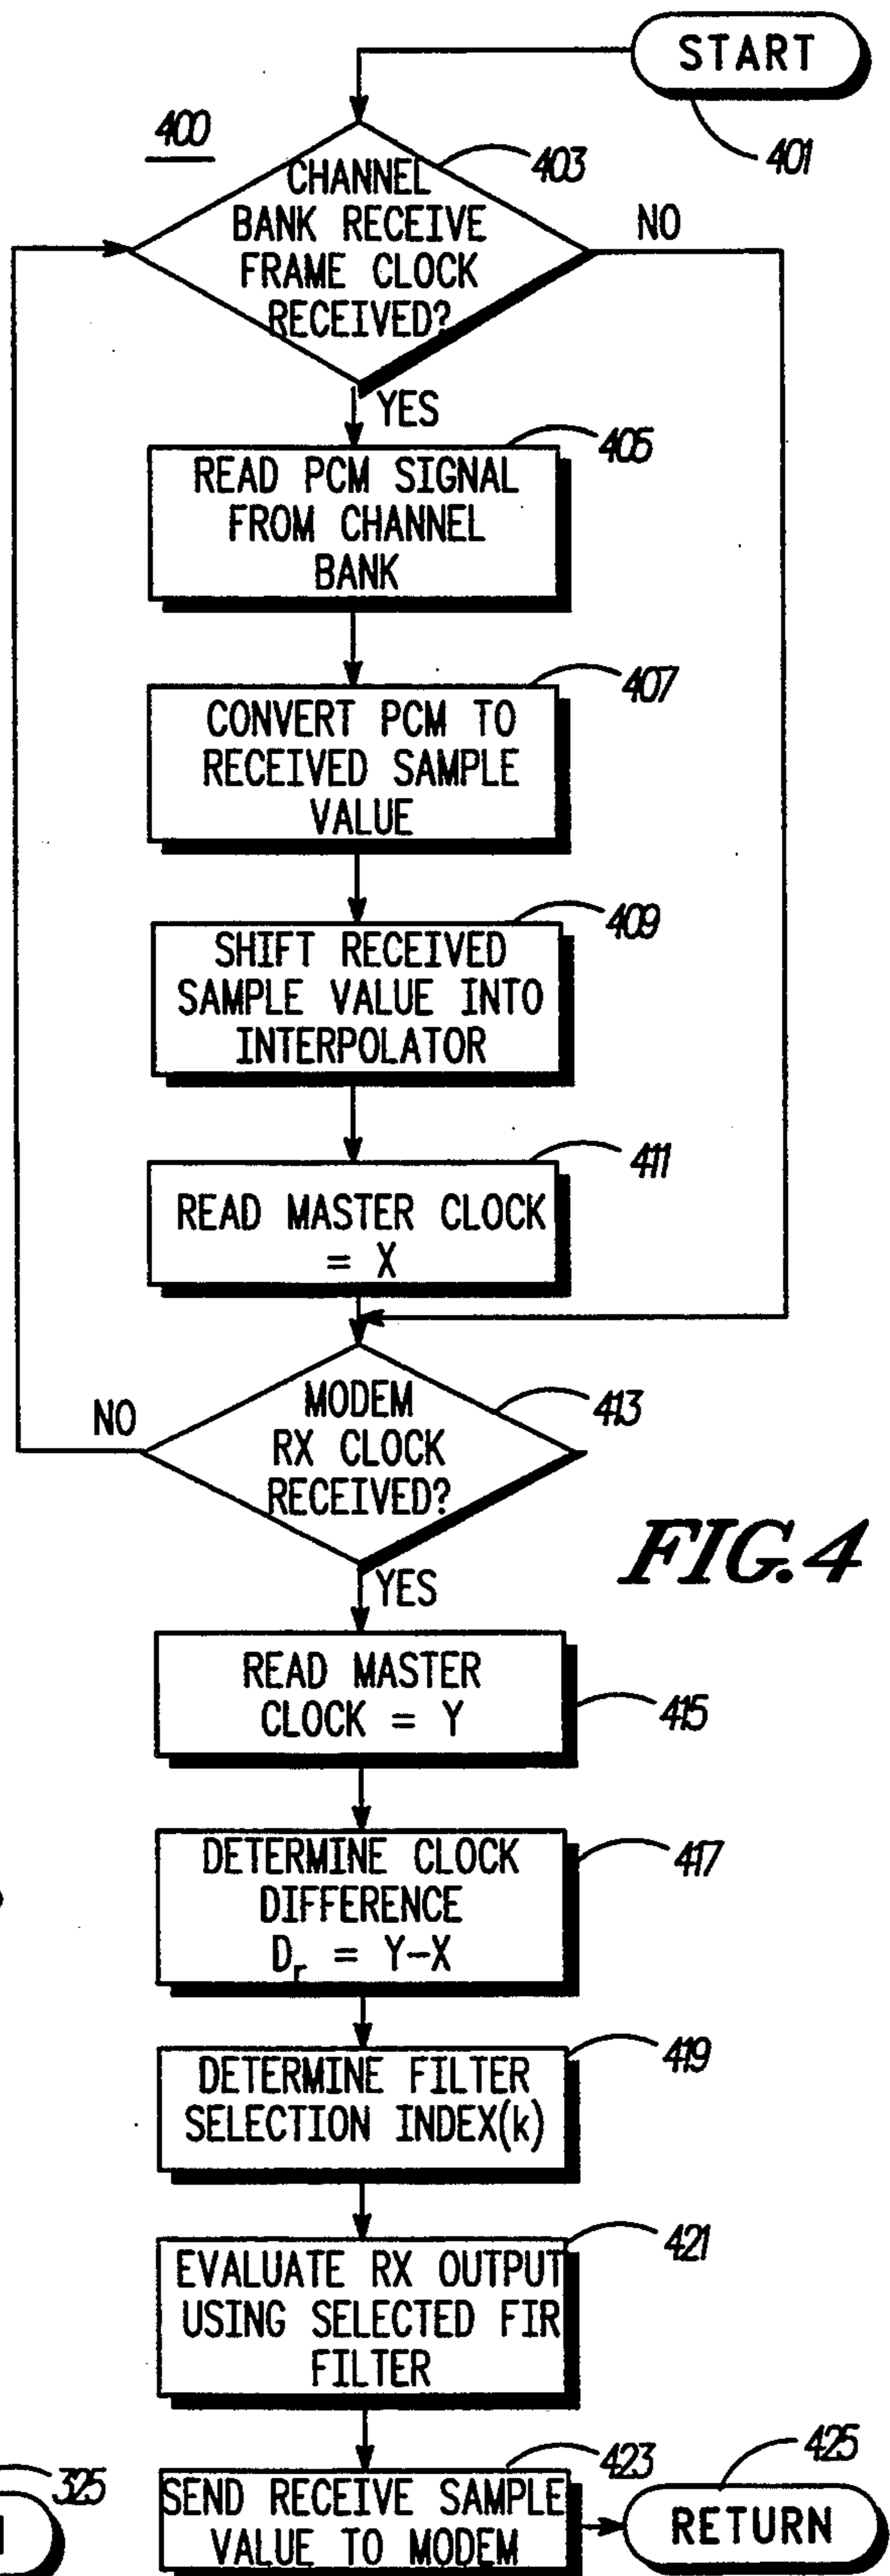 START
401
400
403
CHANNEL
BANK RECEIVE
FRAME CLOCK
RECEIVED?
NO
YES
405
READ PCM SIGNAL
FROM CHANNEL
BANK
407
CONVERT PCM TO
RECEIVED SAMPLE
VALUE
409
SHIFT RECEIVED
SAMPLE VALUE INTO
INTERPOLATOR
411
READ MASTER CLOCK
= X
NO
MODEM
RX CLOCK
RECEIVED?
413
FIG.4
YES
READ MASTER
CLOCK = Y
415
DETERMINE CLOCK
DIFFERENCE
Dr = Y-X
417
DETERMINE FILTER
SELECTION INDEX(k)
419
421
EVALUATE RX OUTPUT
USING SELECTED FIR
FILTER
423
SEND RECEIVE SAMPLE
VALUE TO MODEM
425
RETURN
325